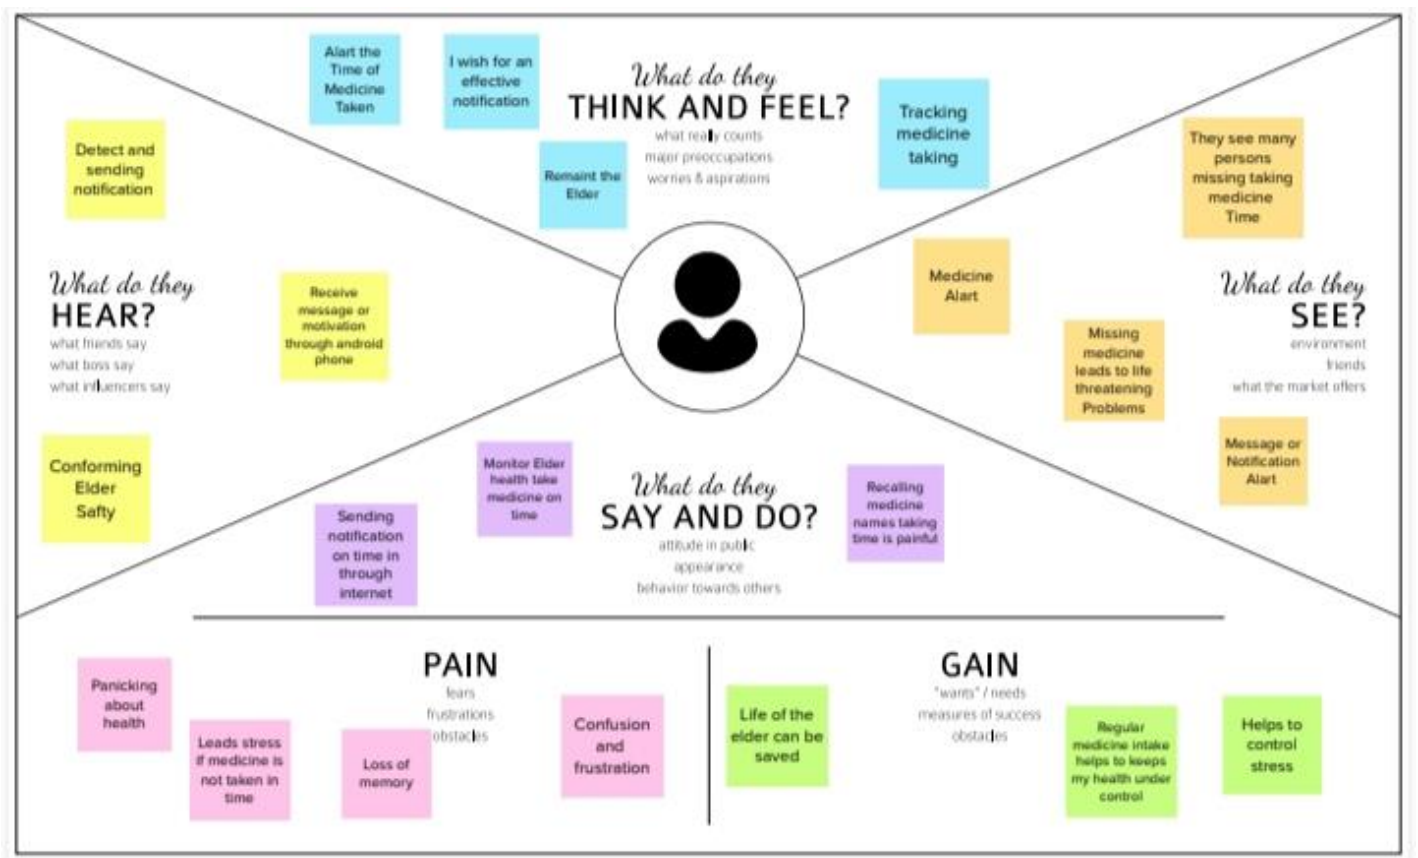 Alart the
Time of
Medicine
Taken
I wish for an
effective
notification
What do they
THINK AND FEEL?
what really counts
major preoccupations
worries & aspirations
Remaint the
Elder
Tracking
medicine
taking
Detect and
sending
notification
What do they
HEAR?
what friends say
what boss say
what influencers say
Receive
message or
motivation
through android
phone
Conforming
Elder
Safty
They see many
persons
missing taking
medicine
Time
Medicine
Alart
What do they
SEE?
environment
friends
what the market offers
Missing
medicine
leads to life
threatening
Problems
Message or
Notification
Alart
Monitor Elder
health take
medicine on
time
Sending
notification
on time in
through
internet
What do they
SAY AND DO?
attitude in public
appearance
behavior towards others
Recalling
medicine
names taking
time is painful
PAIN
fears
frustrations
obstacles
Panicking
about
health
Leads stress
if medicine is
not taken in
time
Loss of
memory
Confusion
and
frustration
GAIN
"wants" / needs
measures of success
obstacles
Life of the
elder can be
saved
Regular
medicine intake
helps to keeps
my health under
control
Helps to
control
stress